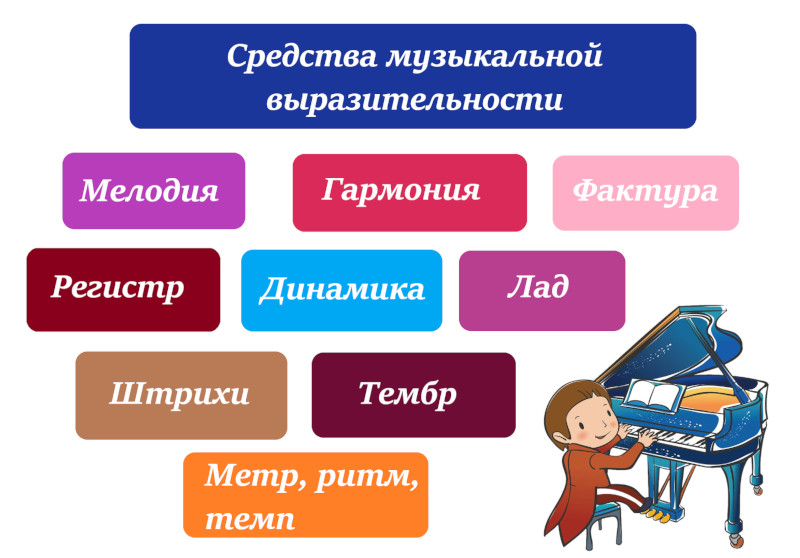 Средства музыкальной
выразительности
Мелодия
Гармония
Фактура
Регистр
Динамика
Лад
Штрихи
Тембр
Метр, ритм,
темп